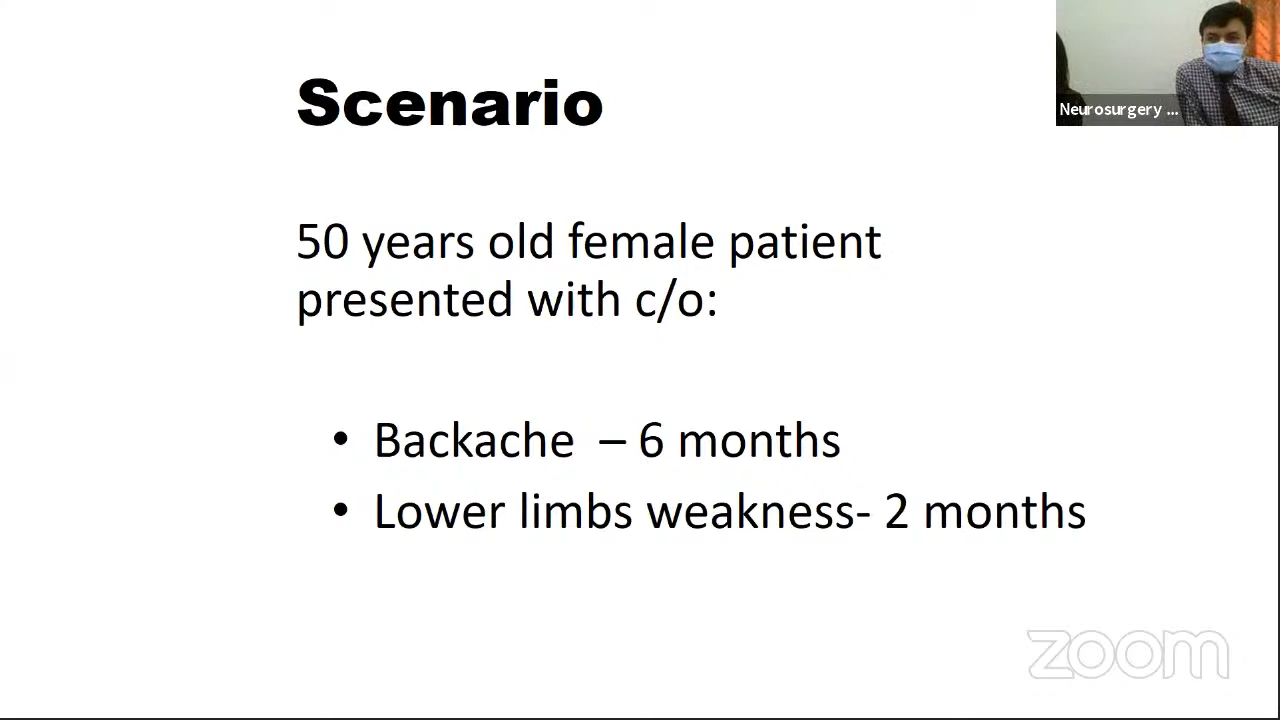 Scenario
Neurosurgery ...
50 years old female patient
presented with c/o:
• Backache – 6 months
• Lower limbs weakness- 2 months
zoom